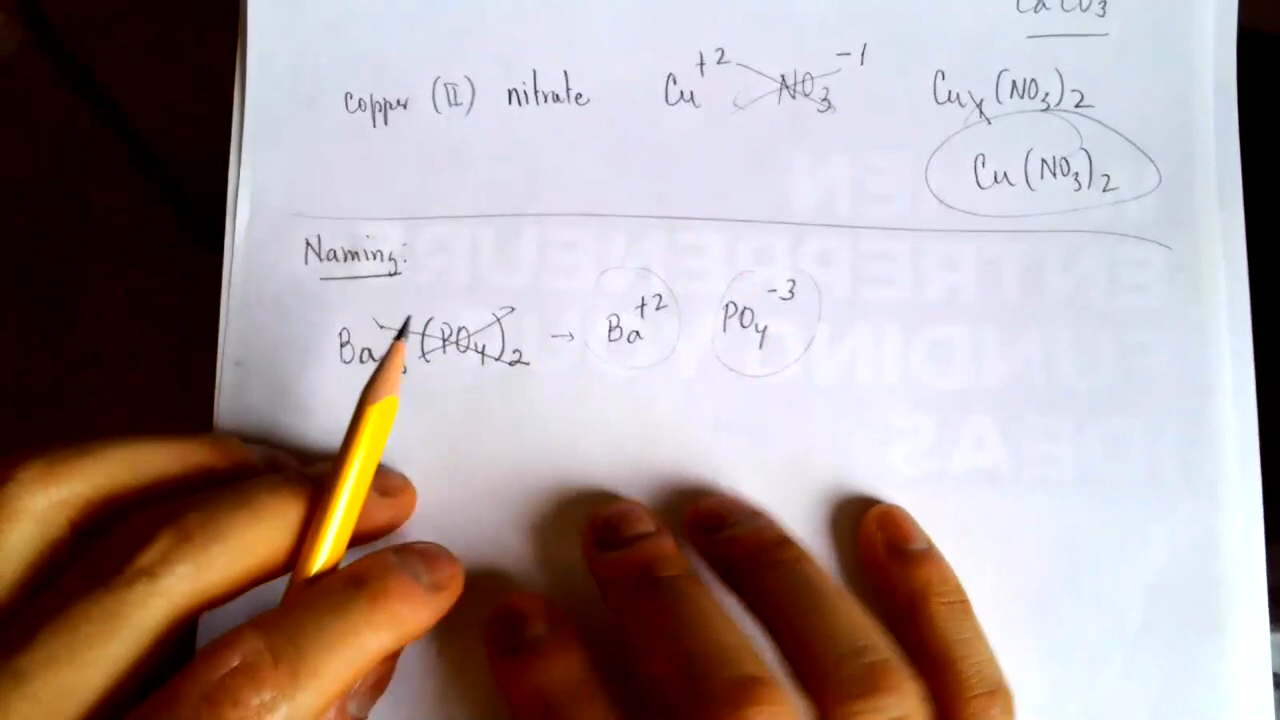 CaCO3
copper (II) nitrate Cu+2 NO3-1 Cux(NO3)2
Cu(NO3)2
Naming:
Ba (PO4)2 → Ba+2 PO4-3